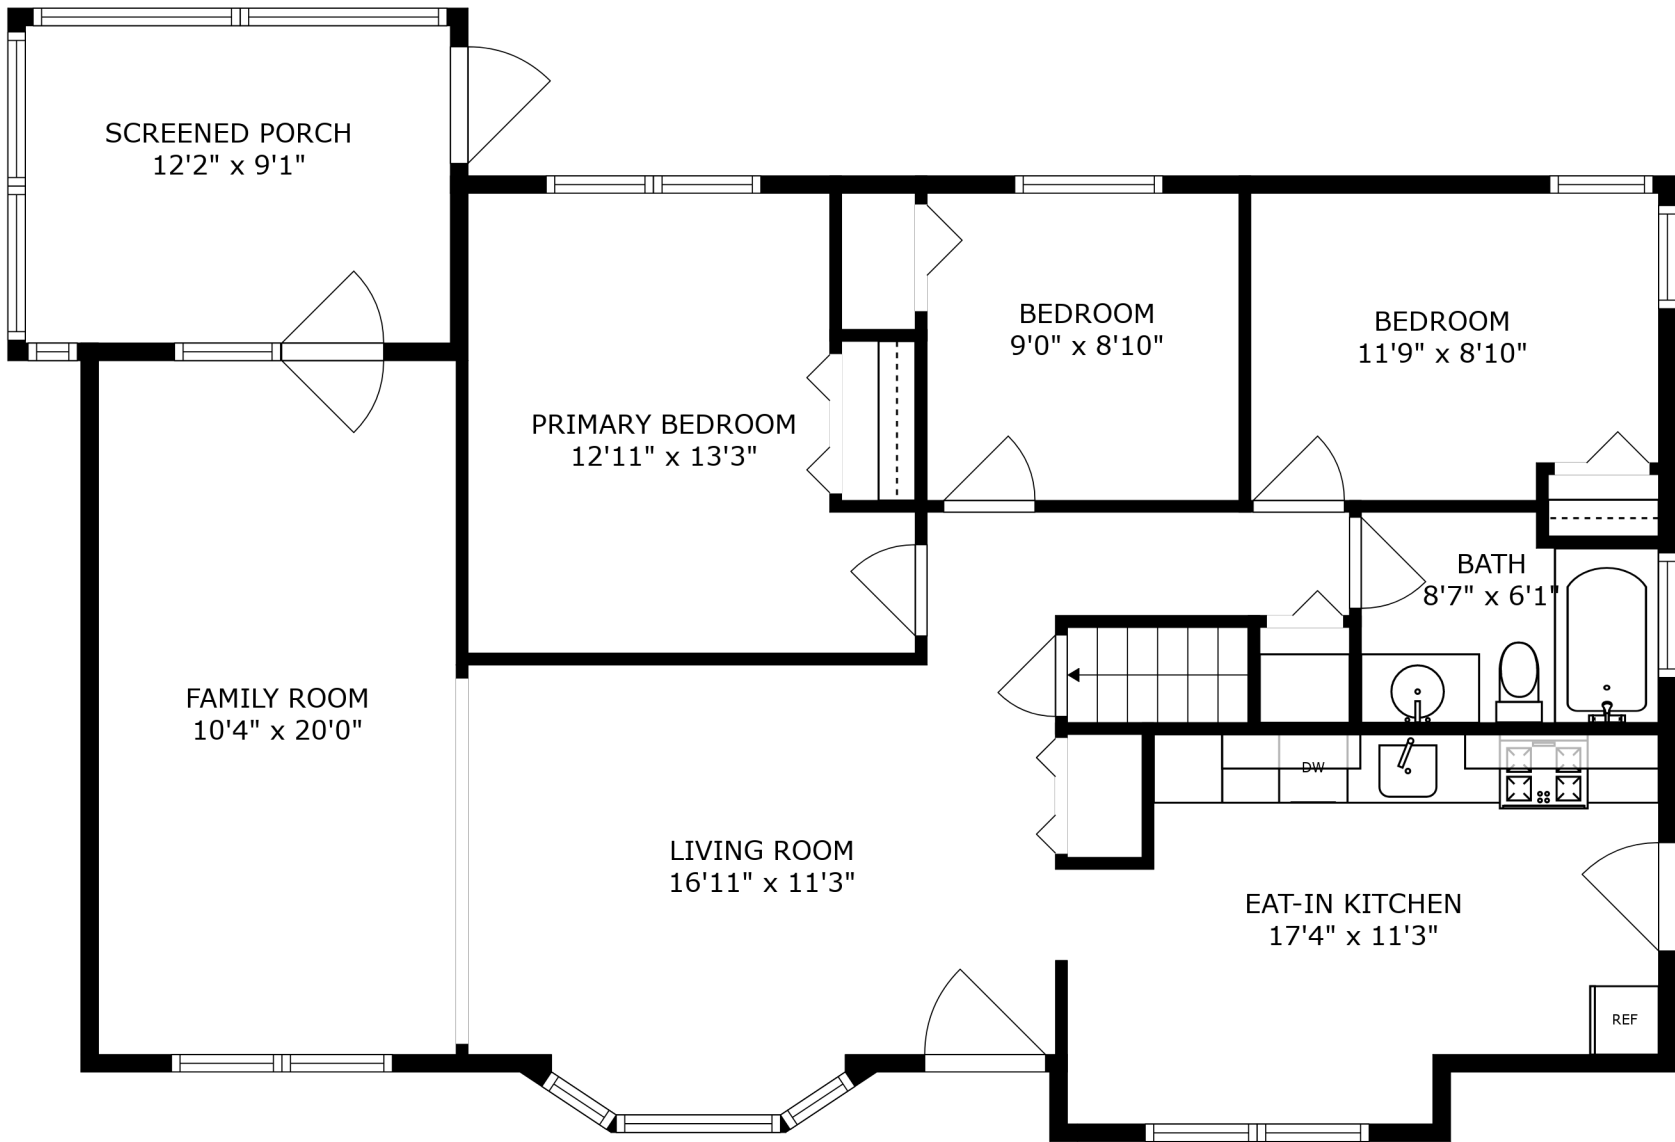 SCREENED PORCH
12'2" x 9'1"
BEDROOM
9'0" x 8'10"
BEDROOM
11'9" x 8'10"
PRIMARY BEDROOM
12'11" x 13'3"
BATH
8'7" x 6'1"
FAMILY ROOM
10'4" x 20'0"
DW
LIVING ROOM
16'11" x 11'3"
EAT-IN KITCHEN
17'4" x 11'3"
REF